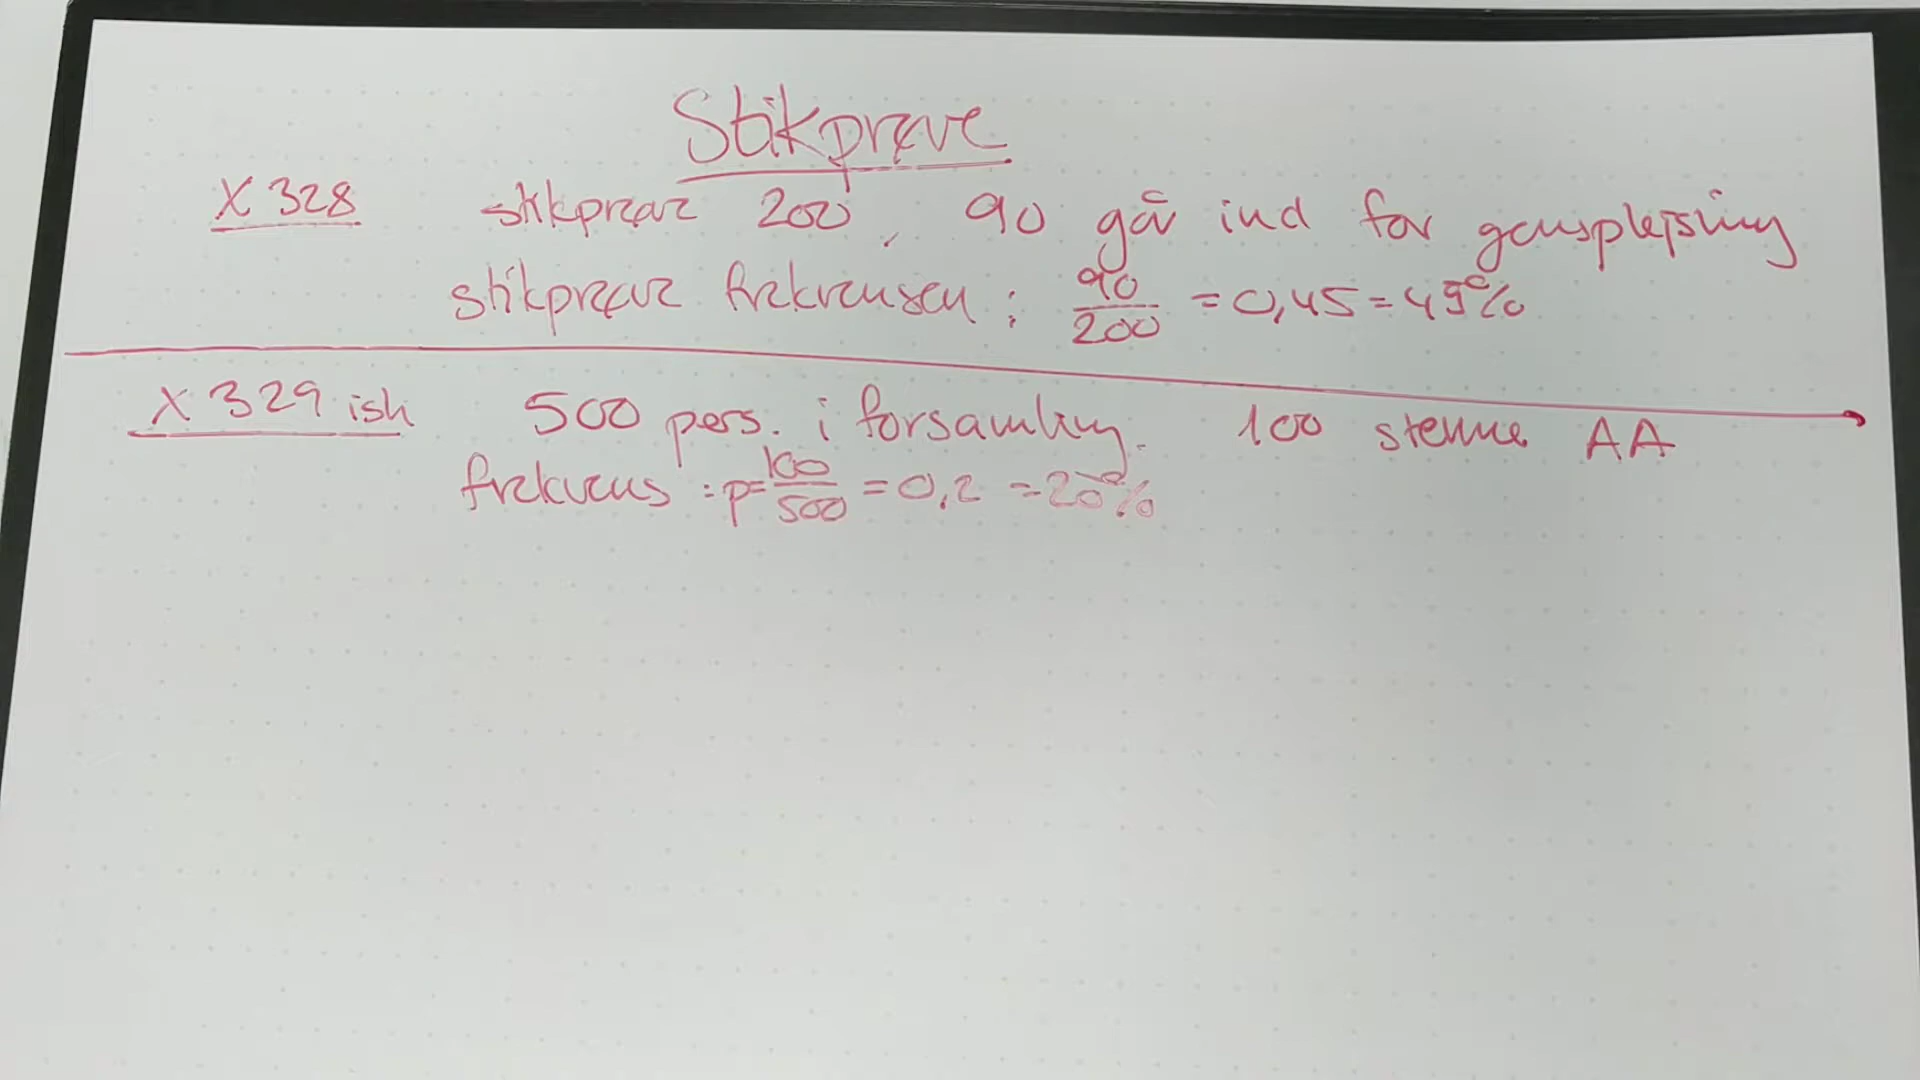 Stikprøve
X 328 stikprøve 200, 90 går ind for gensplejsning
stikprøve frekvensen : 90/200 = 0,45 = 45%
X 329 ish 500 pers. i forsamling. 100 stemme AA
frekvens : p = 100/500 = 0,2 = 20%